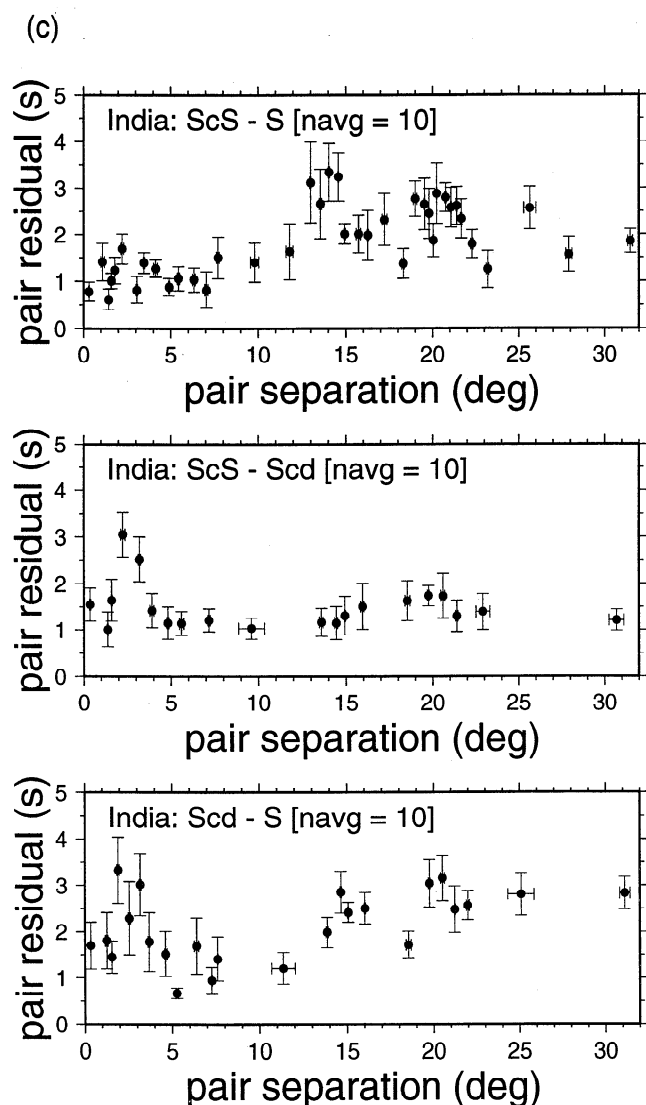 (c)
India: ScS - S [navg = 10]
pair residual (s)
5
4
3
2
1
0
0 5 10 15 20 25 30
pair separation (deg)
India: ScS - Scd [navg = 10]
pair residual (s)
5
4
3
2
1
0
0 5 10 15 20 25 30
pair separation (deg)
India: Scd - S [navg = 10]
pair residual (s)
5
4
3
2
1
0
0 5 10 15 20 25 30
pair separation (deg)